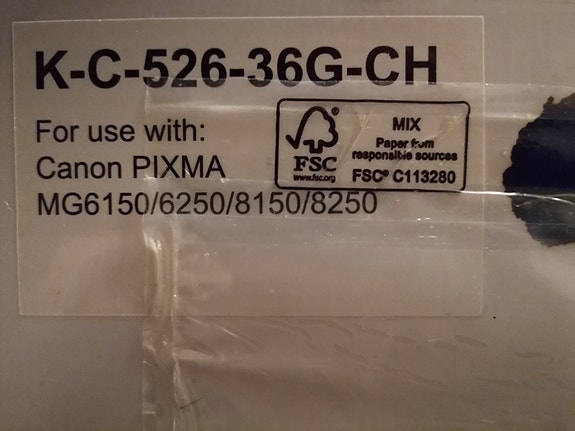 K-C-526-36G-CH
For use with:
Canon PIXMA
MG6150/6250/8150/8250
FSC®
www.fsc.org
MIX
Paper from
responsible sources
FSC® C113280